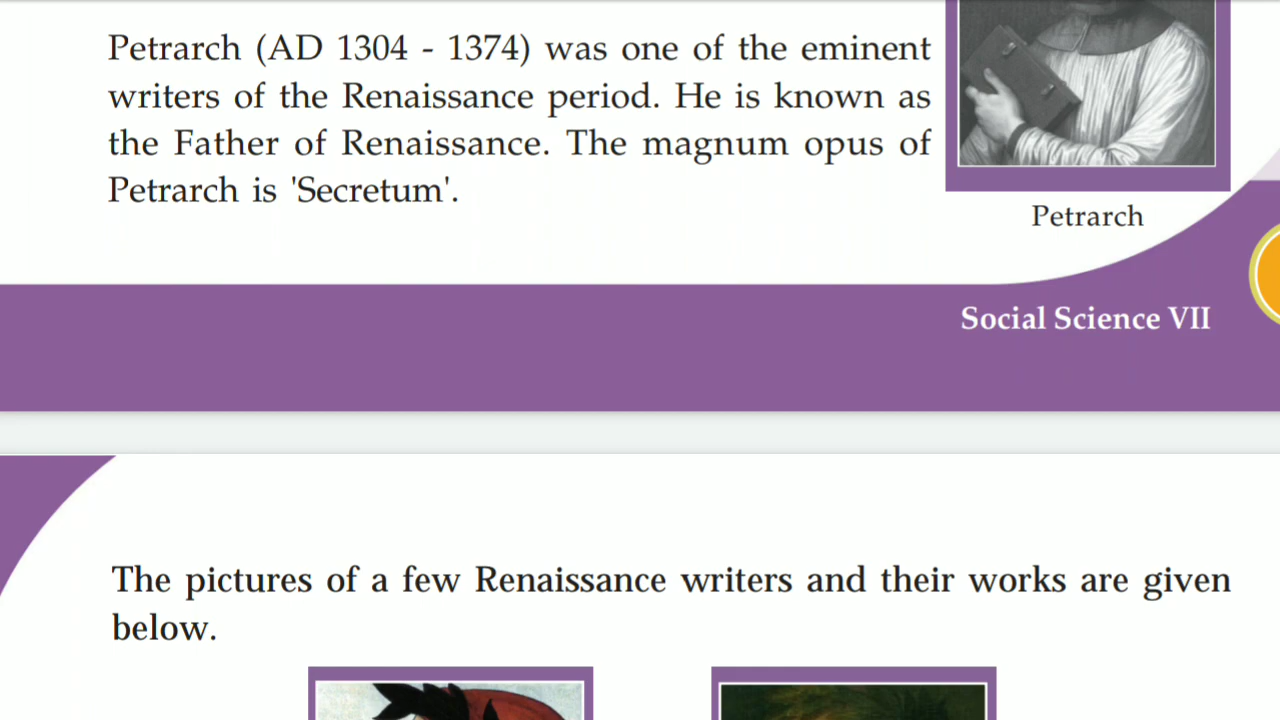 Petrarch (AD 1304 - 1374) was one of the eminent
writers of the Renaissance period. He is known as
the Father of Renaissance. The magnum opus of
Petrarch is 'Secretum'.
Petrarch
Social Science VII
The pictures of a few Renaissance writers and their works are given
below.